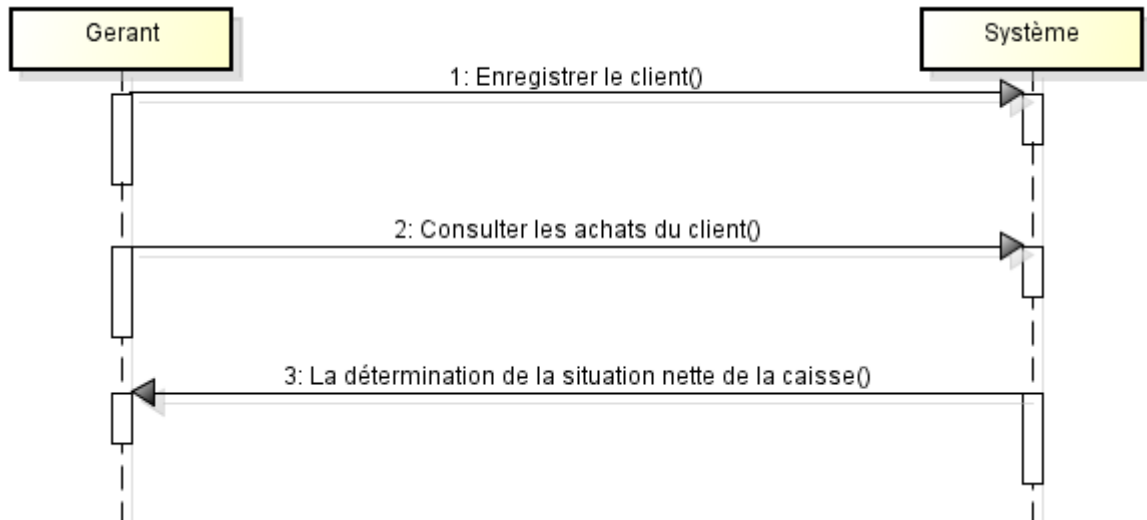 Gerant
Système
1: Enregistrer le client()
2: Consulter les achats du client()
3: La détermination de la situation nette de la caisse()